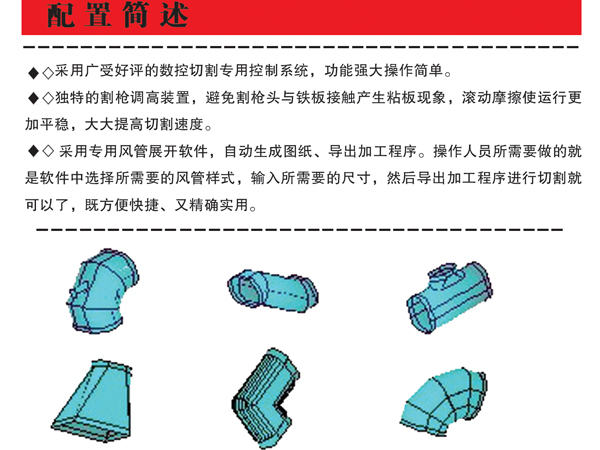 配置简述
◆◇采用广受好评的数控切割专用控制系统，功能强大操作简单。
◆◇独特的割枪调高装置，避免割枪头与铁板接触产生粘板现象，滚动摩擦使运行更
加平稳，大大提高切割速度。
◆◇ 采用专用风管展开软件，自动生成图纸、导出加工程序。操作人员所需要做的就
是软件中选择所需要的风管样式，输入所需要的尺寸，然后导出加工程序进行切割就
可以了，既方便快捷、又精确实用。